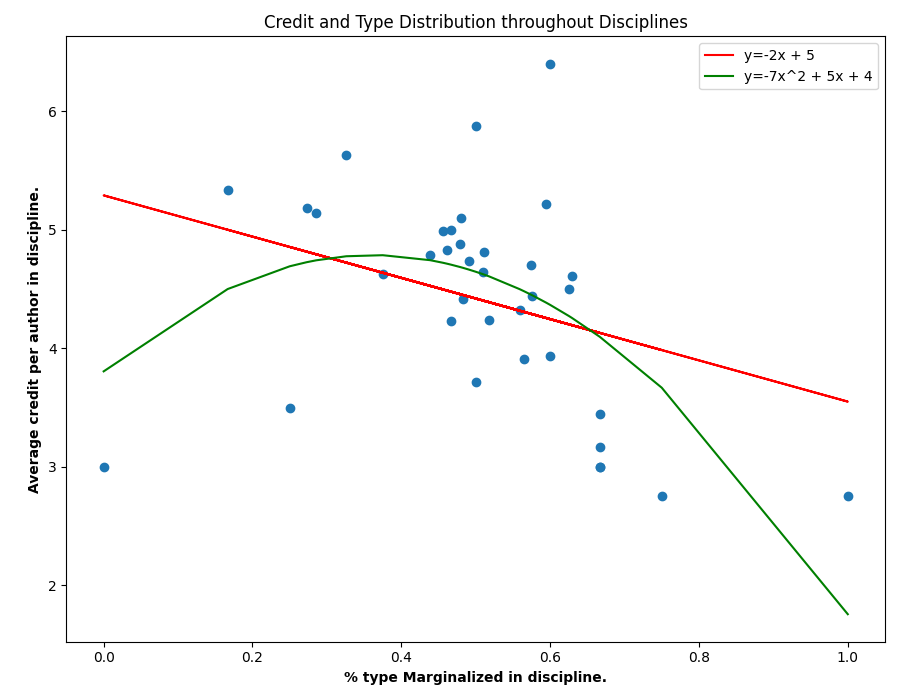 Credit and Type Distribution throughout Disciplines
y=-2x + 5
y=-7x^2 + 5x + 4
Average credit per author in discipline.
6
5
4
3
2
0.0 0.2 0.4 0.6 0.8 1.0
% type Marginalized in discipline.